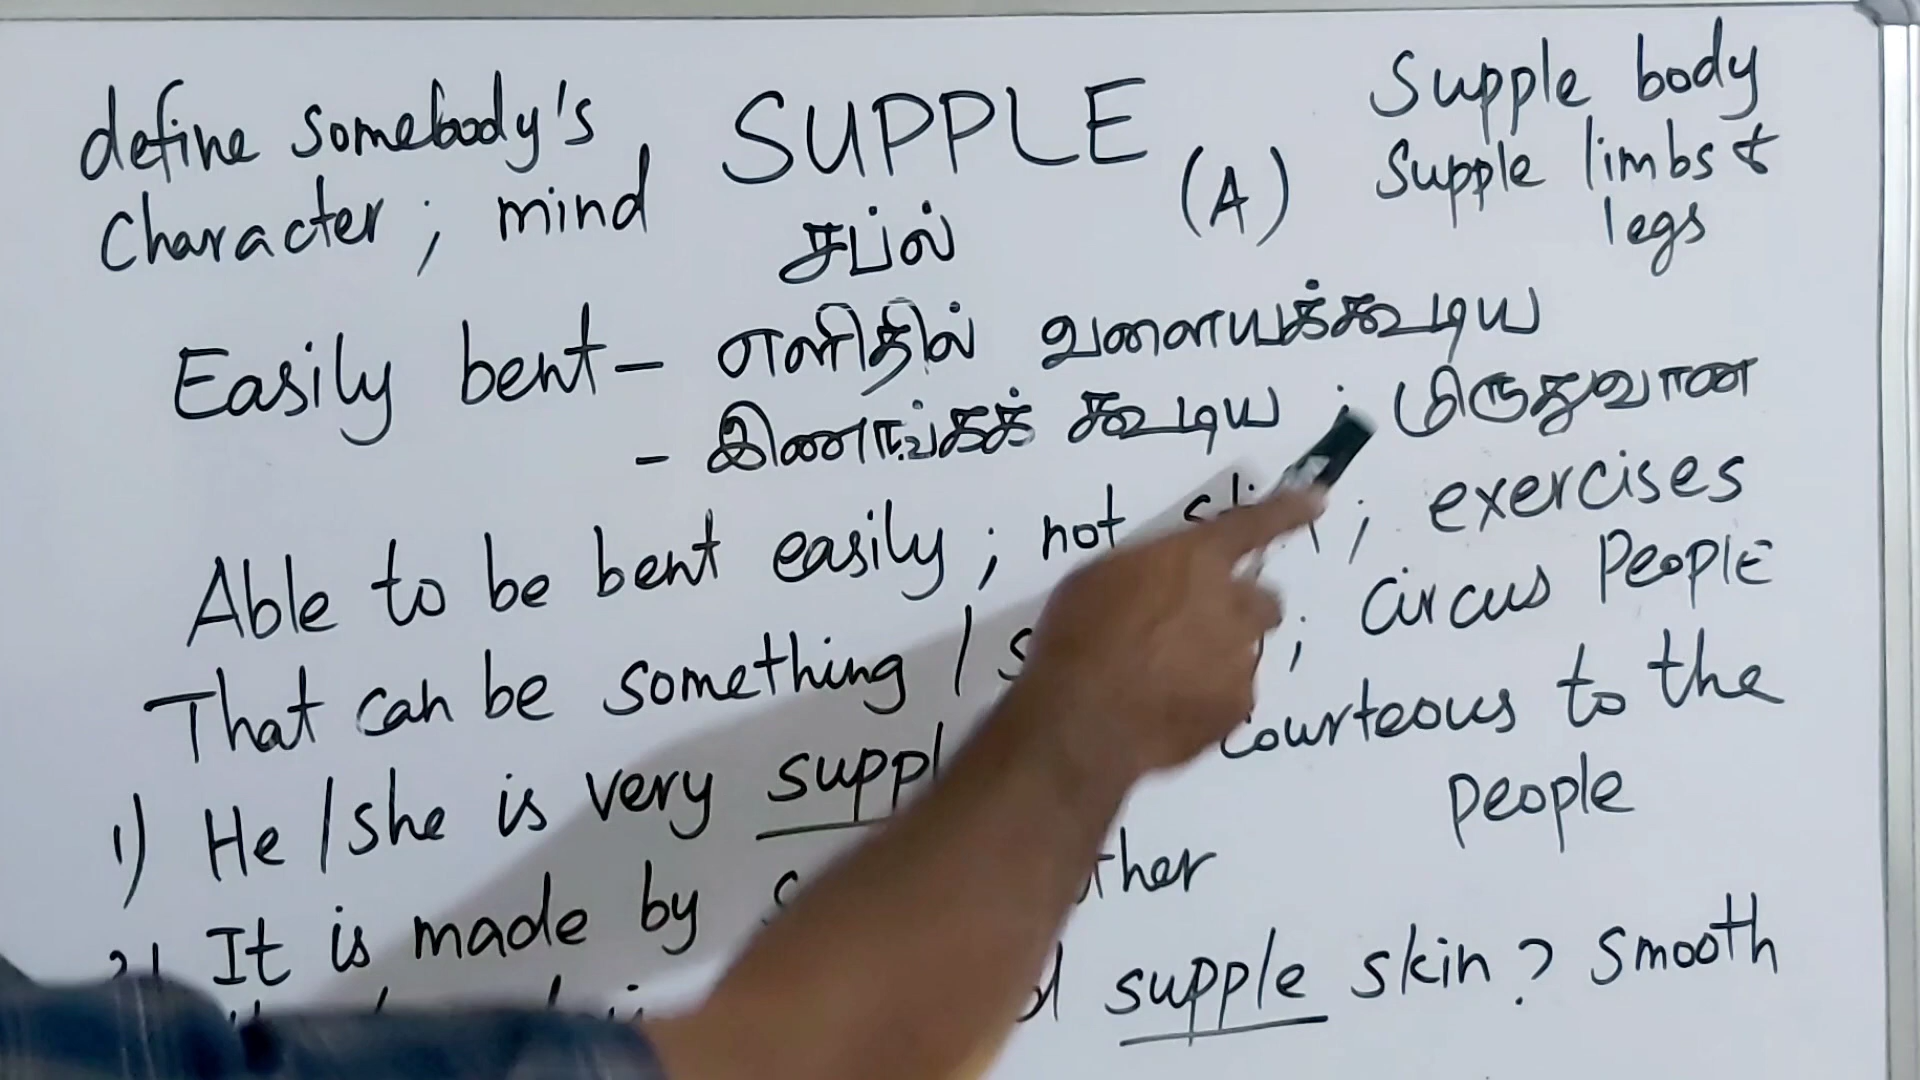 define somebody's
character ; mind
SUPPLE
(A)
சப்ல்
Supple body
Supple limbs &
legs
Easily bent – எளிதில் வளையக்கூடிய
– இணங்கக் கூடிய ; மிருதுவான
Able to be bent easily ; not ; exercises
That can be something / ; circus People
1) He / she is very courteous to the
people
2) It is made by
supple skin? smooth